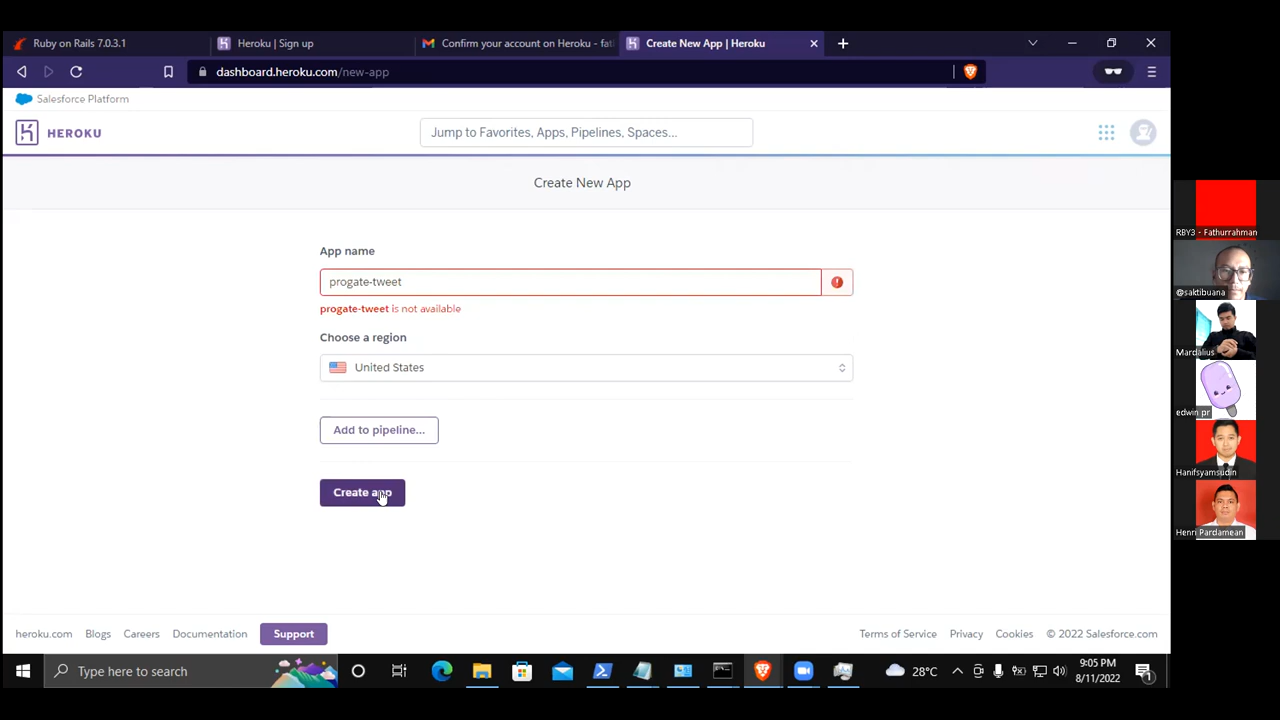 Ruby on Rails 7.0.3.1
Heroku | Sign up
Confirm your account on Heroku - fat
Create New App | Heroku
dashboard.heroku.com/new-app
Salesforce Platform
HEROKU
Jump to Favorites, Apps, Pipelines, Spaces...
Create New App
App name
progate-tweet
progate-tweet is not available
Choose a region
United States
Add to pipeline...
Create app
heroku.com
Blogs
Careers
Documentation
Support
Terms of Service
Privacy
Cookies
© 2022 Salesforce.com
Type here to search
28°C
9:05 PM
8/11/2022
1
RBY3 - Fathurrahman
@saktibuana
Mardalius
edwin pr
Hanifsyamsudin
Henri Pardamean